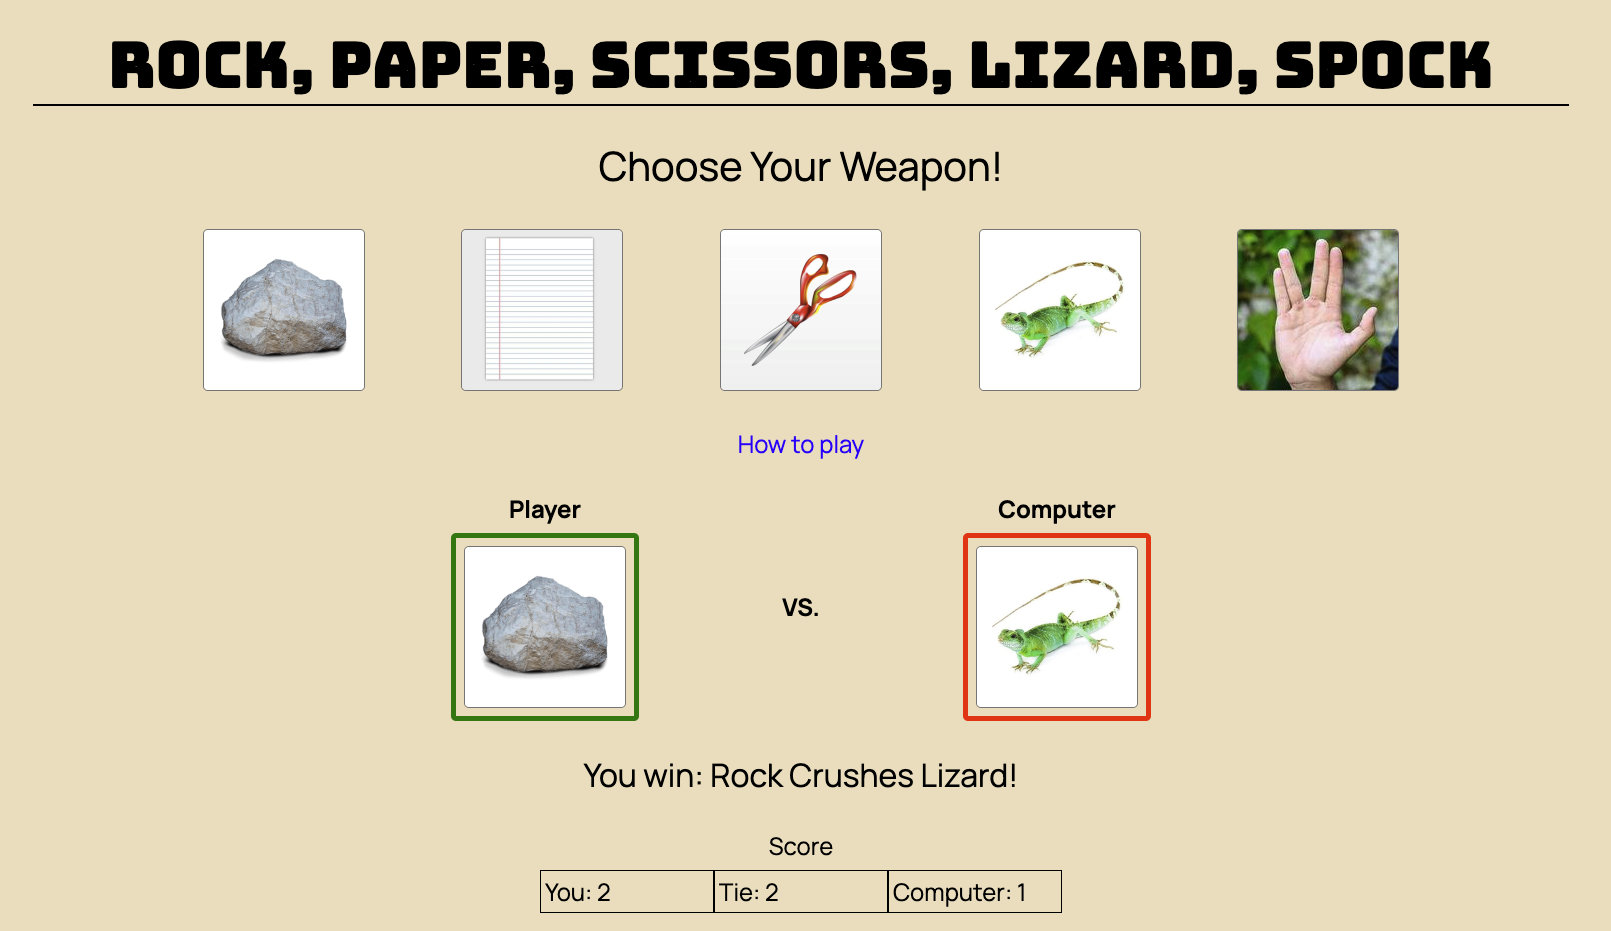 ROCK, PAPER, SCISSORS, LIZARD, SPOCK
Choose Your Weapon!
How to play
Player
Computer
vs.
You win: Rock Crushes Lizard!
Score
You: 2 Tie: 2 Computer: 1